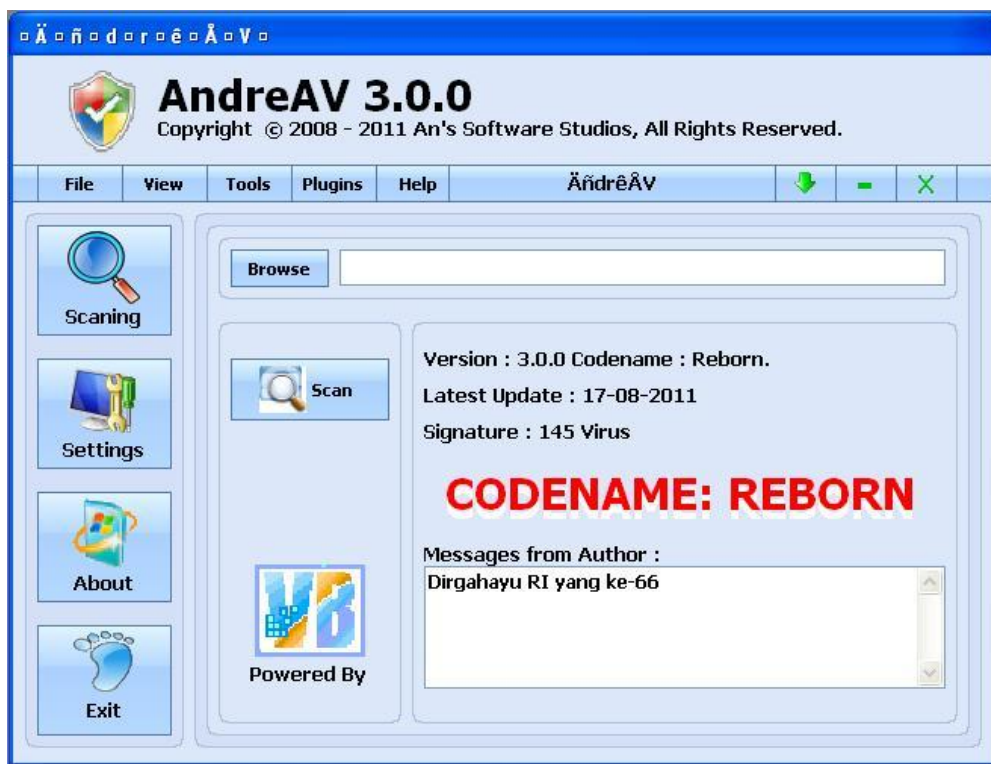 ¤Ä¤ñ¤d¤r¤ê¤Å¤V¤
AndreAV 3.0.0
Copyright © 2008 - 2011 An's Software Studios, All Rights Reserved.
File View Tools Plugins Help ÄñdrêÅV - X
Browse
Scaning
Scan
Version : 3.0.0 Codename : Reborn.
Latest Update : 17-08-2011
Signature : 145 Virus
Settings
CODENAME: REBORN
Messages from Author :
Dirgahayu RI yang ke-66
About
VB
Powered By
Exit